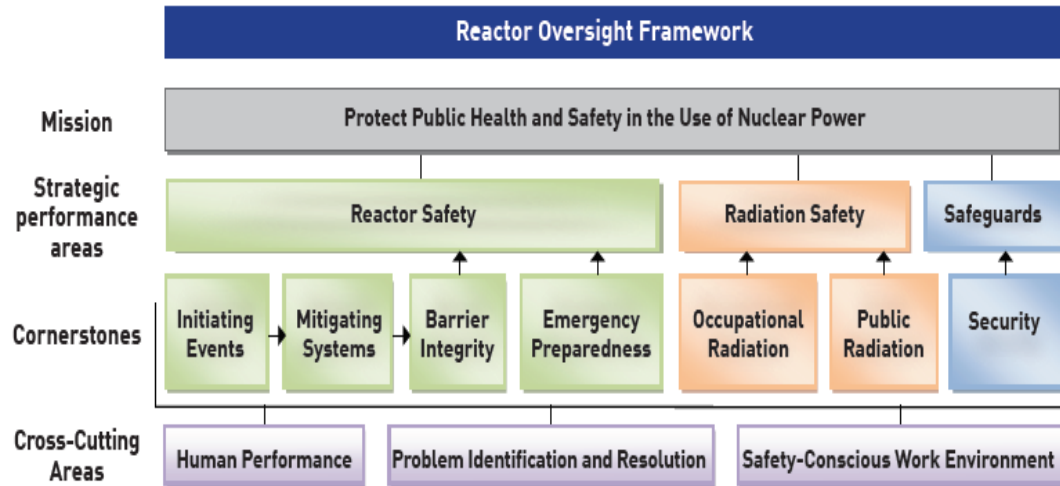 Reactor Oversight Framework
Mission
Protect Public Health and Safety in the Use of Nuclear Power
Strategic
performance
areas
Reactor Safety
Radiation Safety
Safeguards
Cornerstones
Initiating
Events
Mitigating
Systems
Barrier
Integrity
Emergency
Preparedness
Occupational
Radiation
Public
Radiation
Security
Cross-Cutting
Areas
Human Performance
Problem Identification and Resolution
Safety-Conscious Work Environment